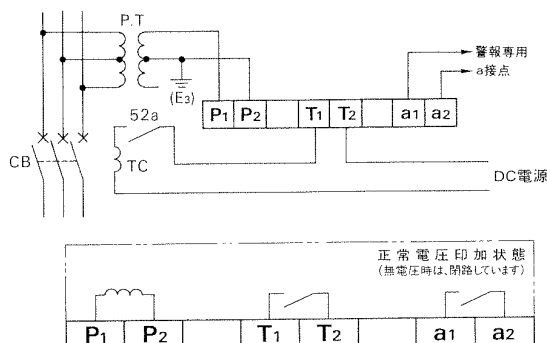 P.T
警報専用
a接点
(E3)
P1 P2 T1 T2 a1 a2
52a
CB
TC
DC電源
正常電圧印加状態
(無電圧時は、閉路しています)
P1 P2 T1 T2 a1 a2